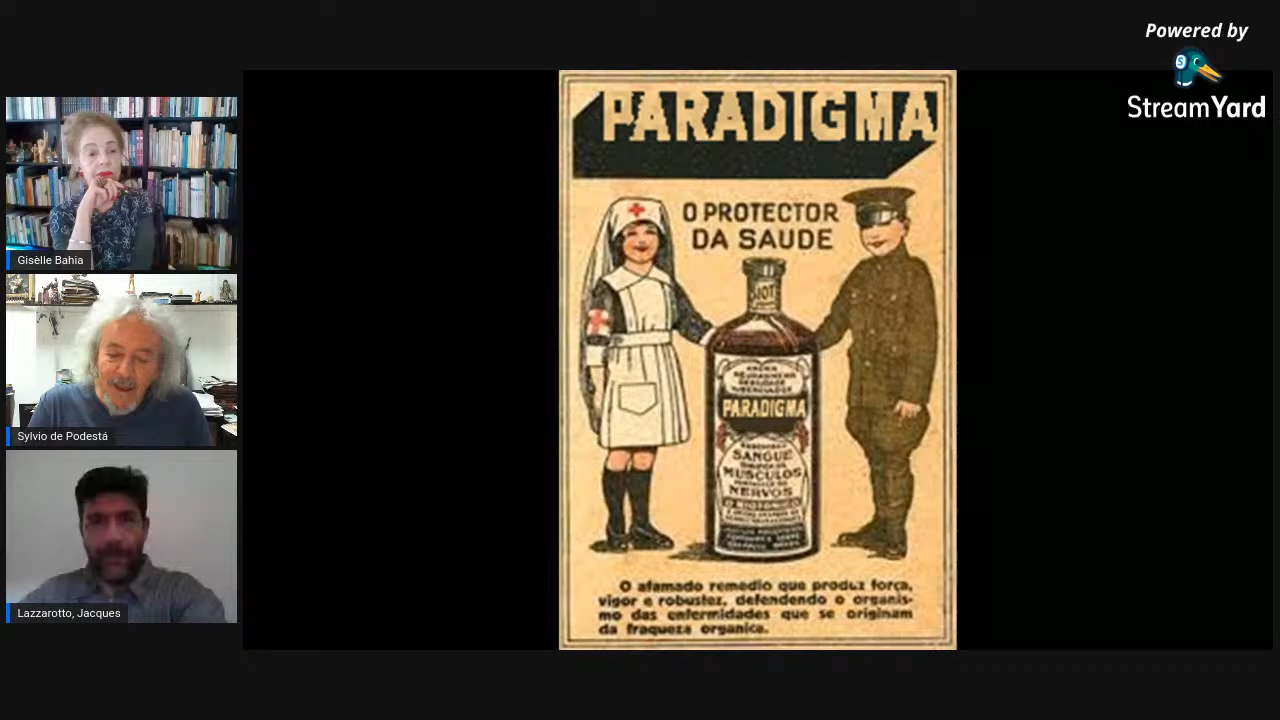 Powered by
StreamYard
Giselle Bahia
Sylvio de Podestá
Lazzarotto, Jacques
PARADIGMA
O PROTECTOR
DA SAUDE
PARADIGMA
SANGUE
MUSCULOS
NERVOS
O afamado remedio que produz força,
vigor e robustez, defendendo o organis-
mo das enfermidades que se originam
da fraqueza organica.